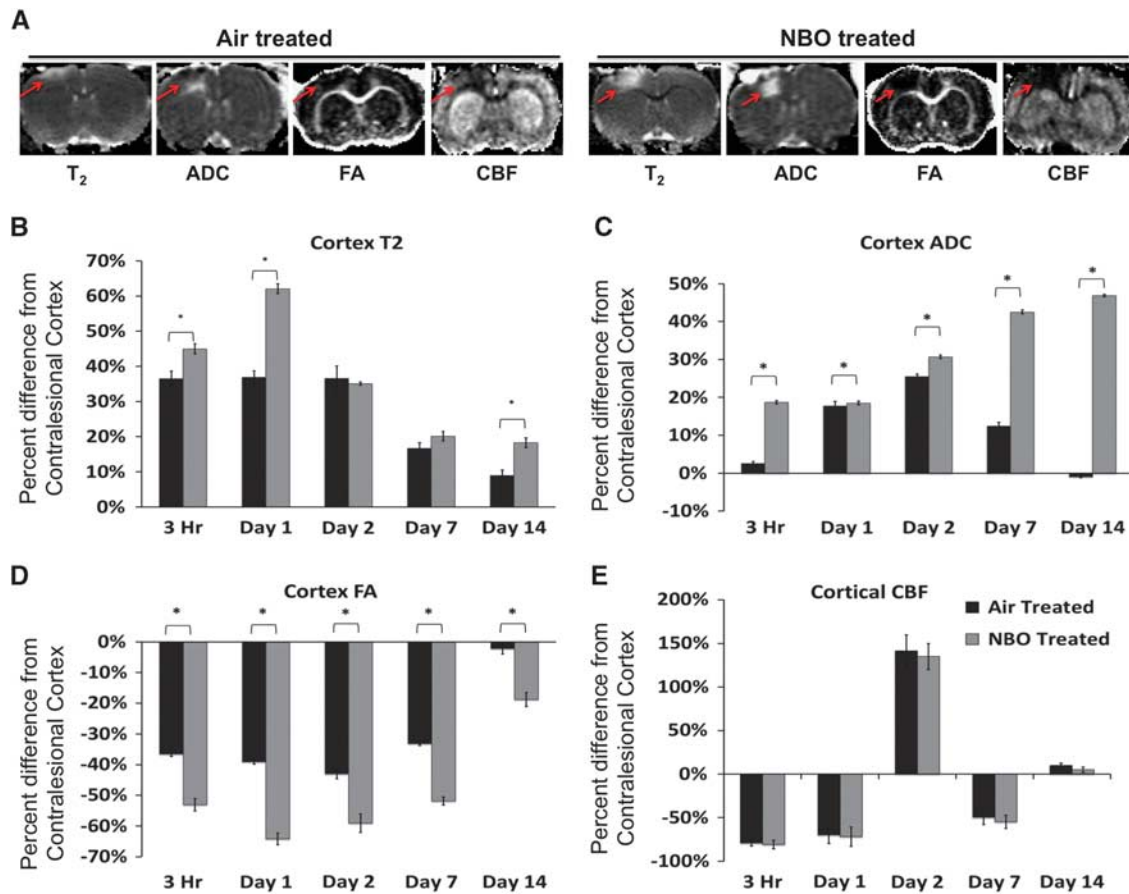 A
Air treated
NBO treated
T2
ADC
FA
CBF
T2
ADC
FA
CBF
B
Cortex T2
Percent difference from
Contralesional Cortex
70%
60%
50%
40%
30%
20%
10%
0%
*
*
*
3 Hr
Day 1
Day 2
Day 7
Day 14
C
Cortex ADC
Percent difference from
Contralesional Cortex
50%
40%
30%
20%
10%
0%
-10%
*
*
*
*
*
3 Hr
Day 1
Day 2
Day 7
Day 14
D
Cortex FA
Percent difference from
Contralesional Cortex
*
*
*
*
*
0%
-10%
-20%
-30%
-40%
-50%
-60%
-70%
3 Hr
Day 1
Day 2
Day 7
Day 14
E
Cortical CBF
Percent difference from
Contralesional Cortex
200%
150%
100%
50%
0%
-50%
-100%
Air Treated
NBO Treated
3 Hr
Day 1
Day 2
Day 7
Day 14